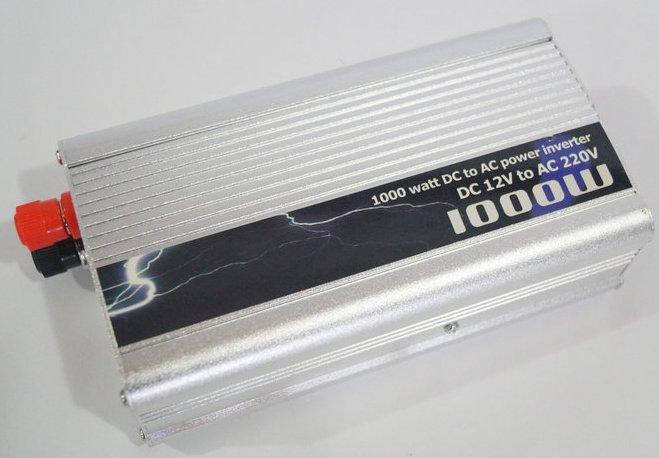 1000 watt DC to AC power inverter
DC 12V to AC 220V
1000W